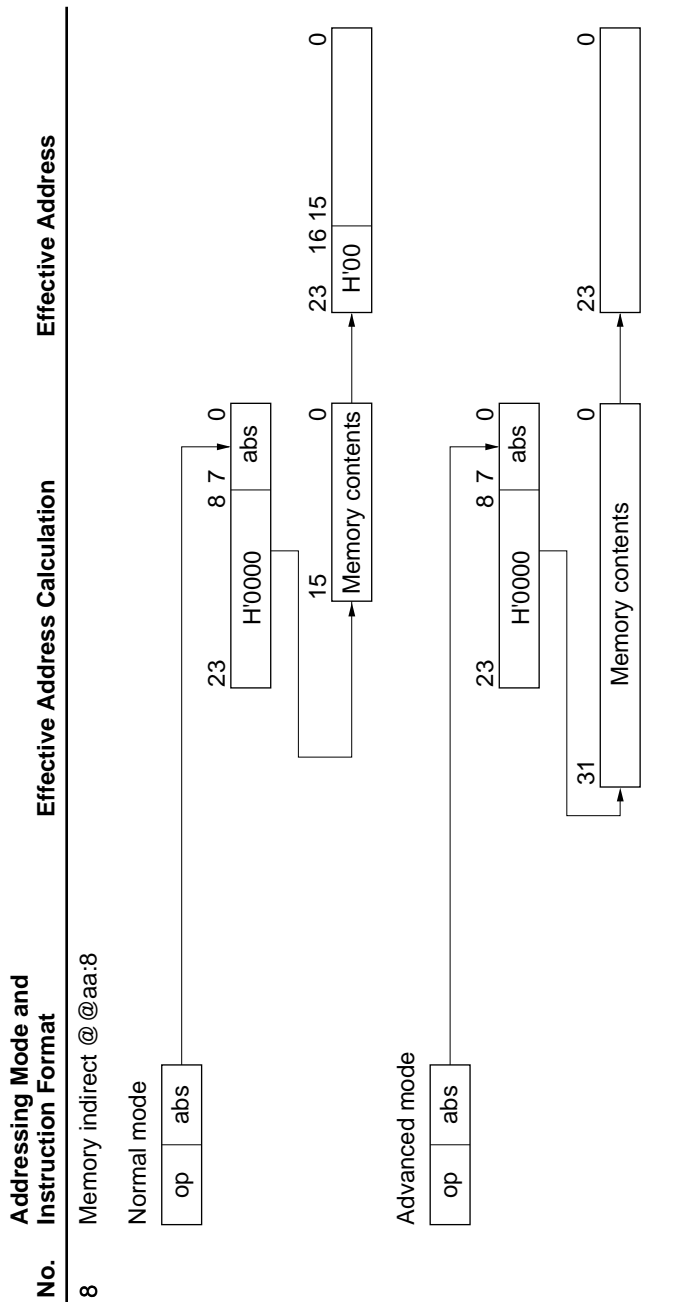 Addressing Mode and
No. Instruction Format Effective Address Calculation Effective Address
8 Memory indirect @@aa:8
Normal mode
op abs
23 8 7 0
H'0000 abs
15 0
Memory contents
23 16 15 0
H'00
Advanced mode
op abs
23 8 7 0
H'0000 abs
31 0
Memory contents
23 0